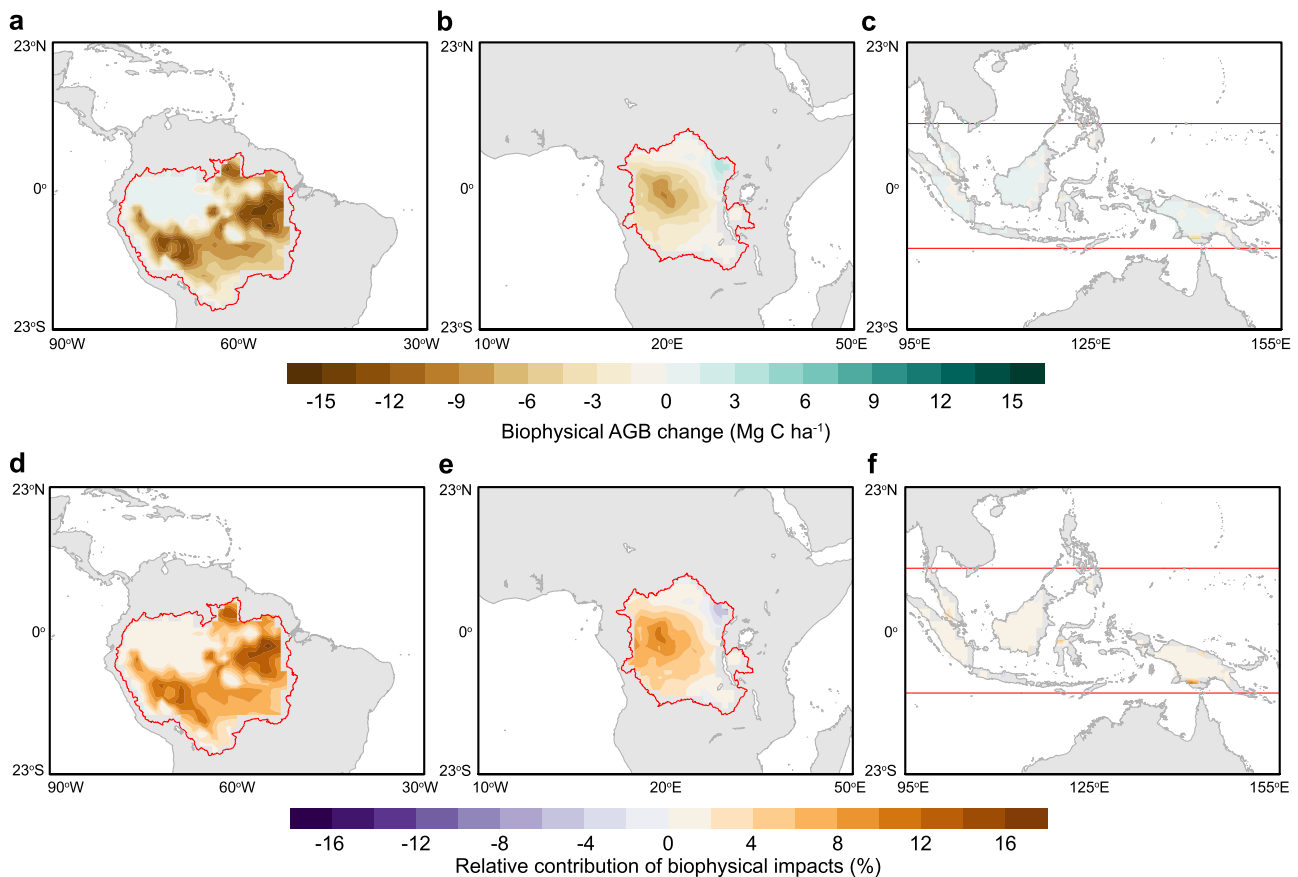 a b c
23°N 23°N 23°N
0° 0° 0°
23°S 23°S 23°S
90°W 60°W 30°W 10°W 20°E 50°E 95°E 125°E 155°E
-15 -12 -9 -6 -3 0 3 6 9 12 15
Biophysical AGB change (Mg C ha⁻¹)
d e f
23°N 23°N 23°N
0° 0° 0°
23°S 23°S 23°S
90°W 60°W 30°W 10°W 20°E 50°E 95°E 125°E 155°E
-16 -12 -8 -4 0 4 8 12 16
Relative contribution of biophysical impacts (%)